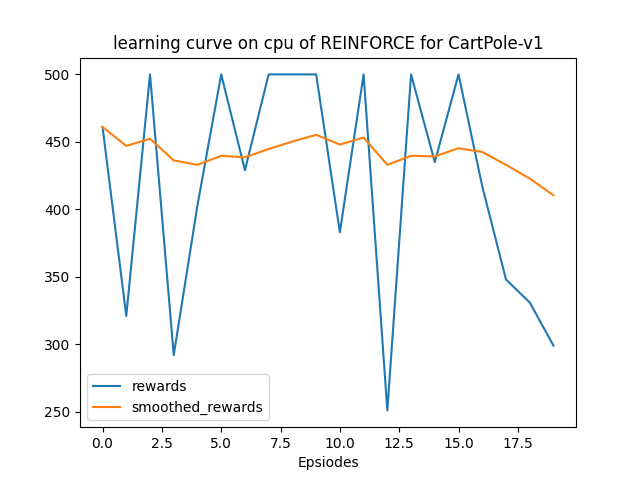 learning curve on cpu of REINFORCE for CartPole-v1
500
450
400
350
300
250
rewards
smoothed_rewards
0.0 2.5 5.0 7.5 10.0 12.5 15.0 17.5
Epsiodes